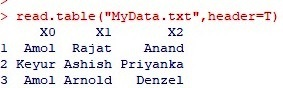 >
> read.table("MyData.txt",header=T)
X0 X1 X2
1 Amol Rajat Anand
2 Keyur Ashish Priyanka
3 Amol Arnold Denzel